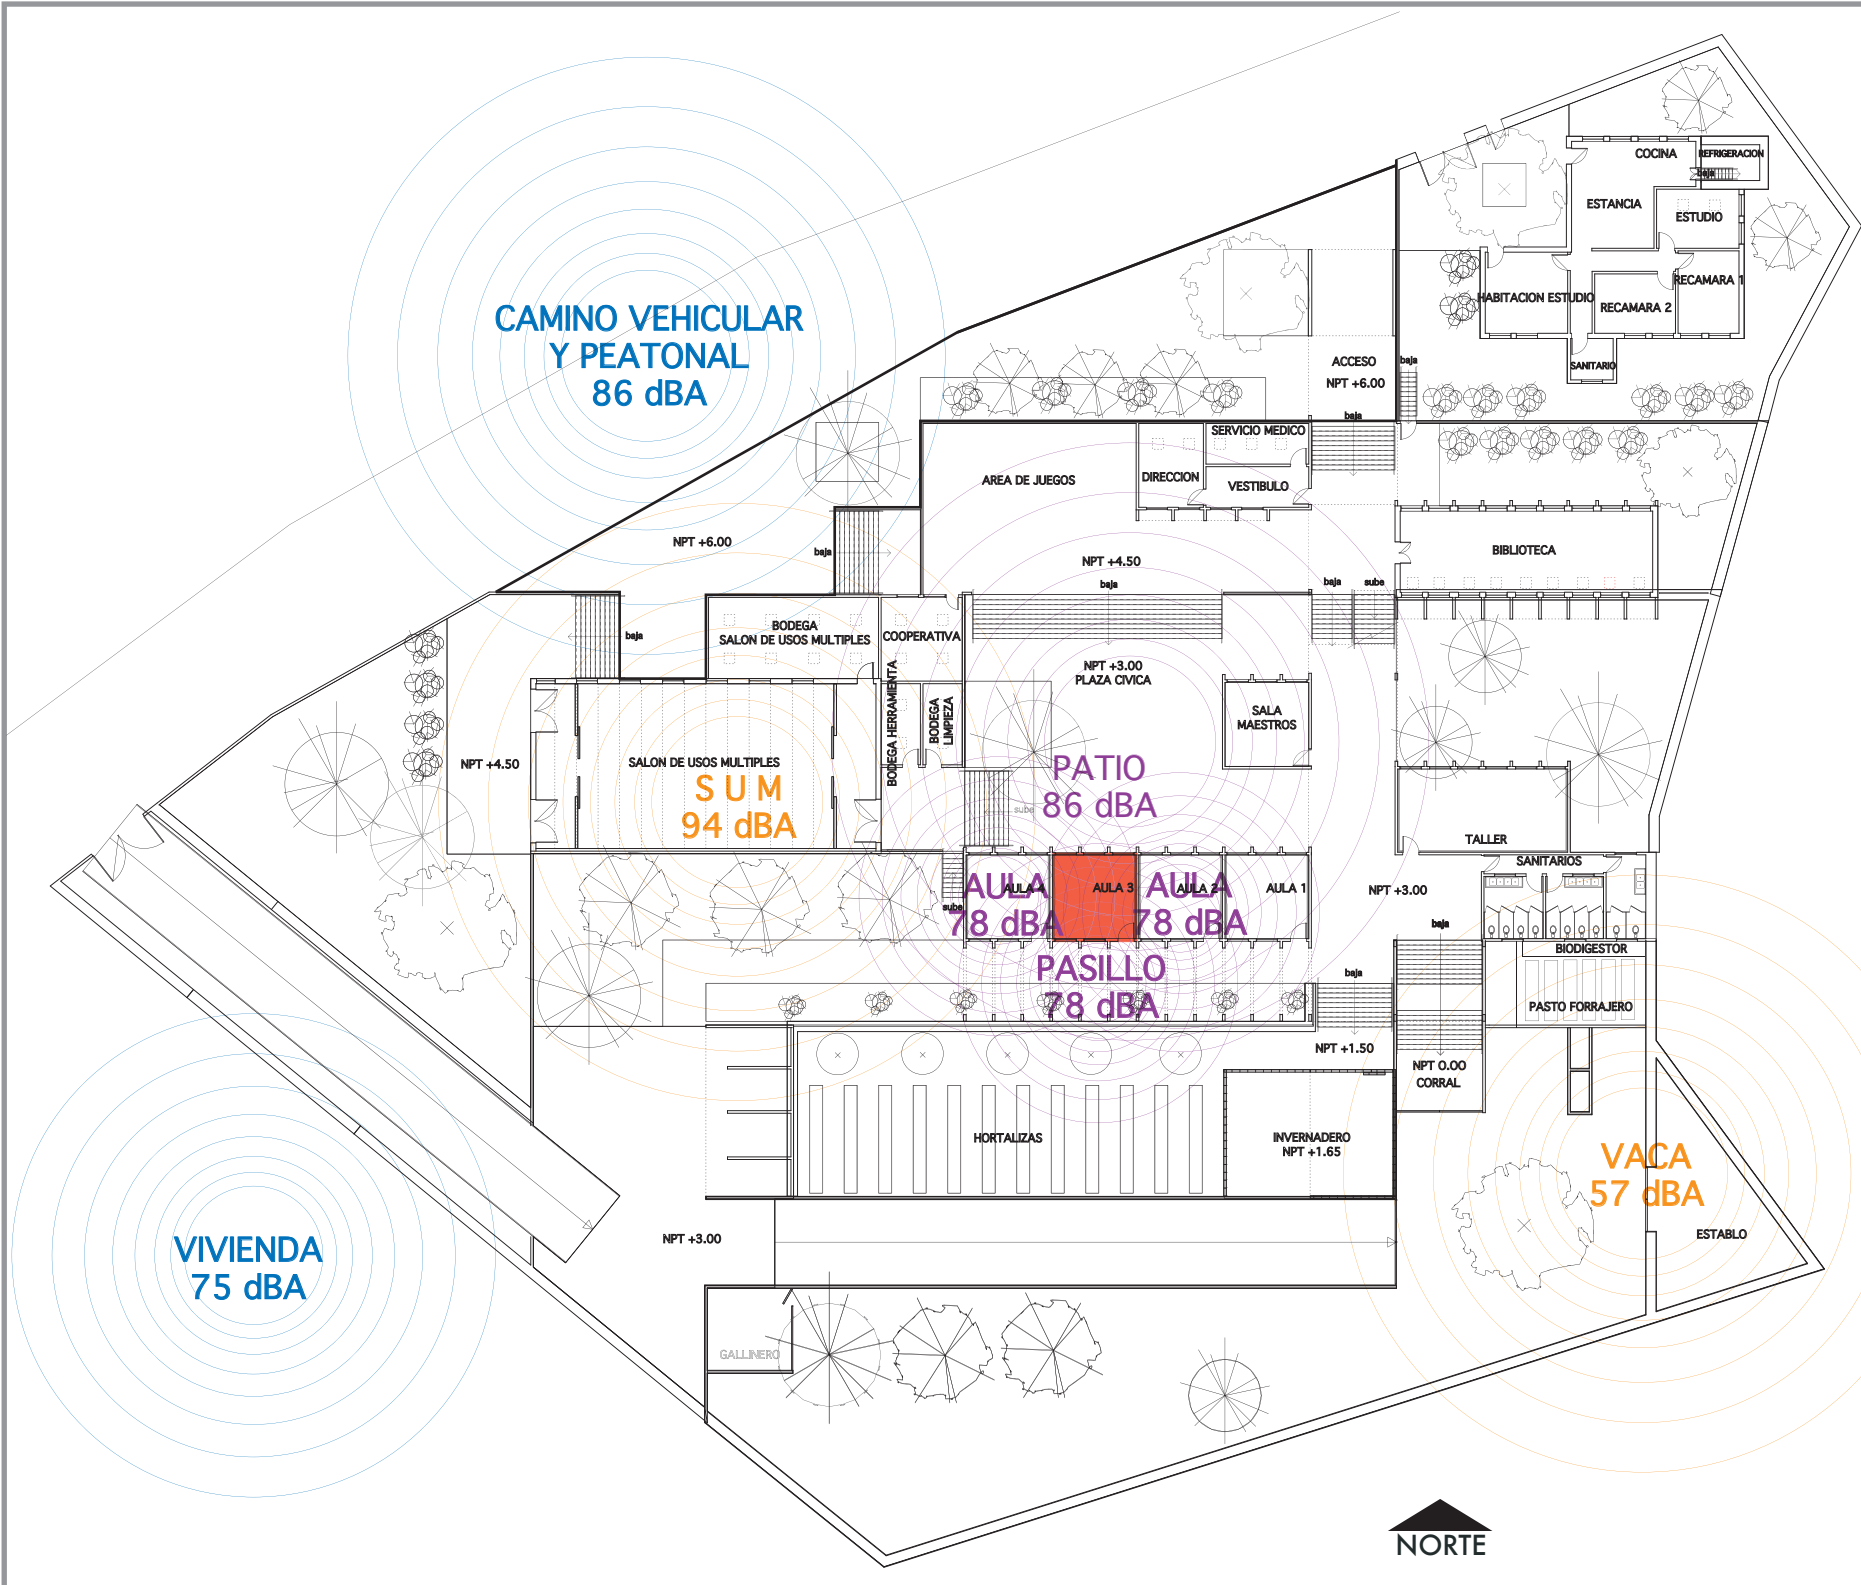 COCINA
REFRIGERACION
baja
ESTANCIA
ESTUDIO
RECAMARA 1
HABITACION ESTUDIO
RECAMARA 2
SANITARIO
CAMINO VEHICULAR
Y PEATONAL
86 dBA
ACCESO
NPT +6.00
baja
baja
SERVICIO MEDICO
AREA DE JUEGOS
DIRECCION
VESTIBULO
NPT +6.00
baja
NPT +4.50
baja
BIBLIOTECA
baja
sube
BODEGA
SALON DE USOS MULTIPLES
baja
COOPERATIVA
NPT +3.00
PLAZA CIVICA
BODEGA HERRAMIENTA
BODEGA
LIMPIEZA
SALA
MAESTROS
NPT +4.50
SALON DE USOS MULTIPLES
S U M
94 dBA
PATIO
86 dBA
sube
TALLER
SANITARIOS
AULA
78 dBA
AULA 4
AULA 3
AULA
78 dBA
AULA 2
AULA 1
NPT +3.00
sube
baja
BIODIGESTOR
PASILLO
78 dBA
baja
PASTO FORRAJERO
NPT +1.50
NPT 0.00
CORRAL
HORTALIZAS
INVERNADERO
NPT +1.65
VACA
57 dBA
ESTABLO
VIVIENDA
75 dBA
NPT +3.00
GALLINERO
NORTE